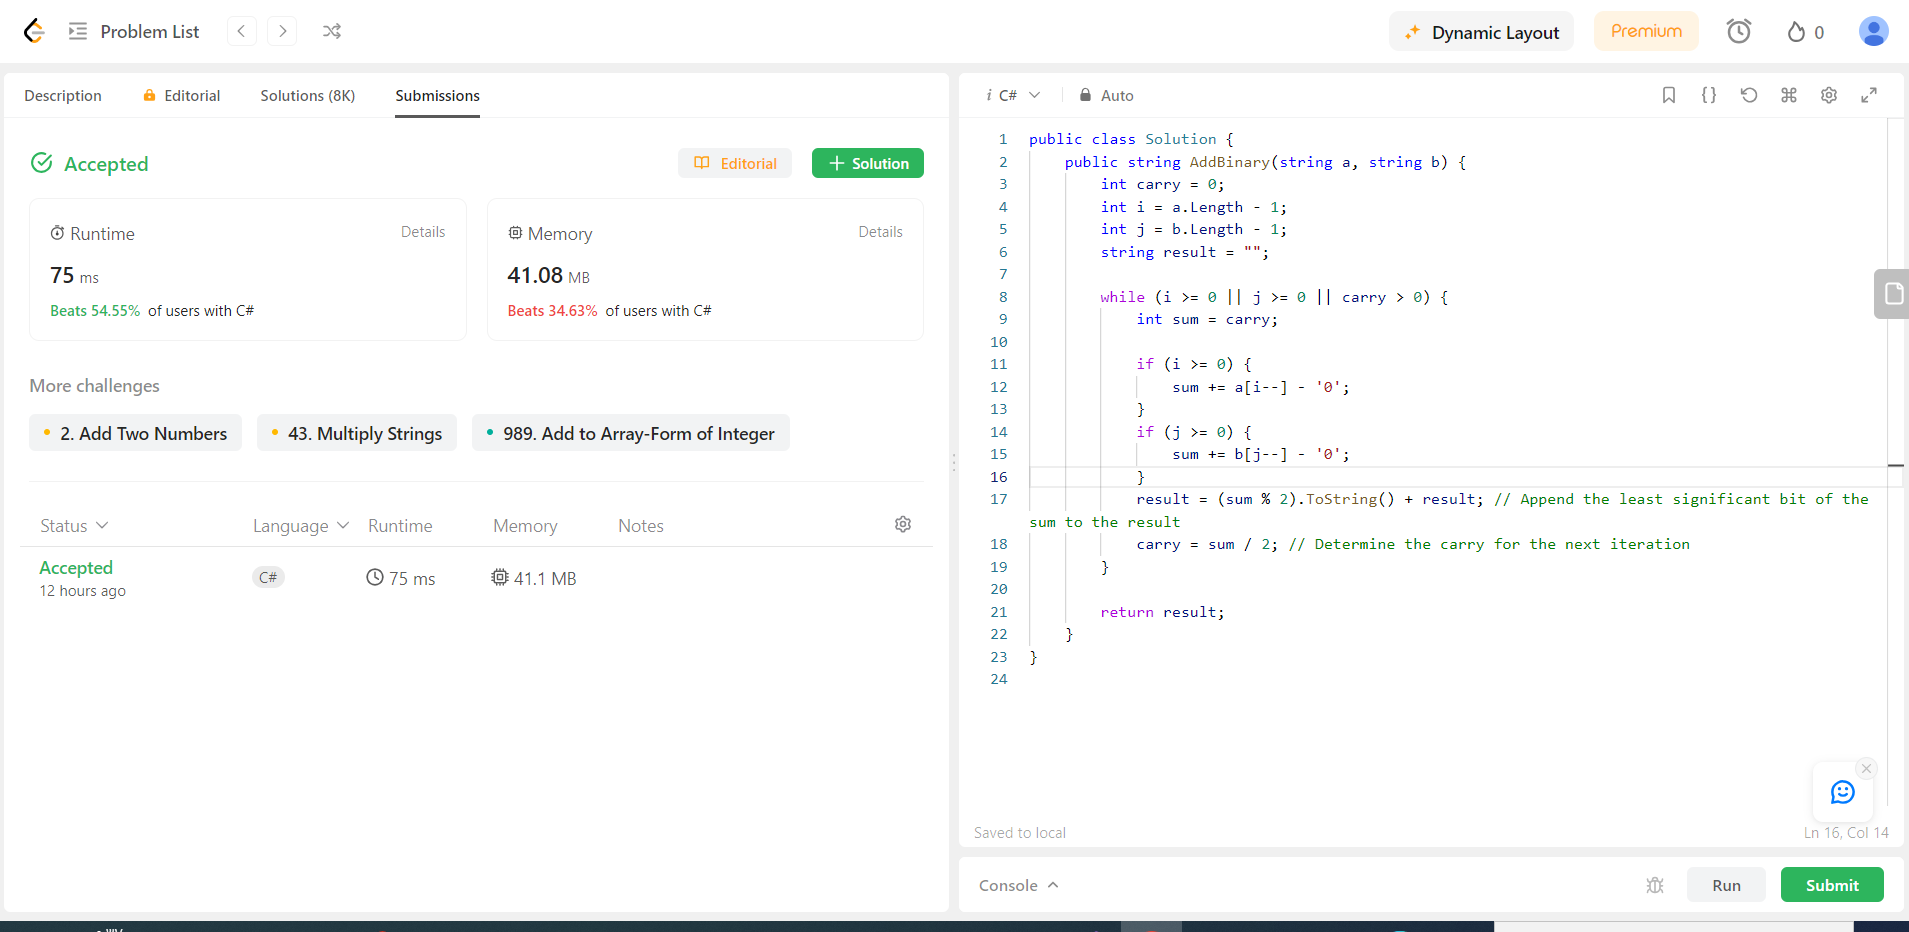 Problem List
Dynamic Layout
Premium
0
Description
Editorial
Solutions (8K)
Submissions
Accepted
Editorial
Solution
Runtime
Details
75 ms
Beats 54.55% of users with C#
Memory
Details
41.08 MB
Beats 34.63% of users with C#
More challenges
2. Add Two Numbers
43. Multiply Strings
989. Add to Array-Form of Integer
Status
Language
Runtime
Memory
Notes
Accepted
12 hours ago
C#
75 ms
41.1 MB
i C#
Auto
1 public class Solution {
2     public string AddBinary(string a, string b) {
3         int carry = 0;
4         int i = a.Length - 1;
5         int j = b.Length - 1;
6         string result = "";
7
8         while (i >= 0 || j >= 0 || carry > 0) {
9             int sum = carry;
10
11             if (i >= 0) {
12                 sum += a[i--] - '0';
13             }
14             if (j >= 0) {
15                 sum += b[j--] - '0';
16             }
17             result = (sum % 2).ToString() + result; // Append the least significant bit of the
sum to the result
18             carry = sum / 2; // Determine the carry for the next iteration
19         }
20
21         return result;
22     }
23 }
24
Saved to local
Ln 16, Col 14
Console
Run
Submit